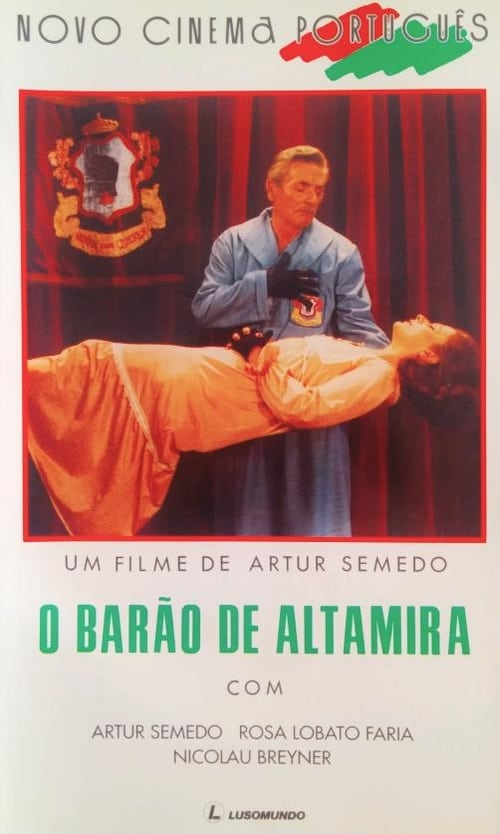 NOVO CINEMA PORTUGUÊS
UM FILME DE ARTUR SEMEDO
O BARÃO DE ALTAMIRA
COM
ARTUR SEMEDO ROSA LOBATO FARIA
NICOLAU BREYNER
L LUSOMUNDO